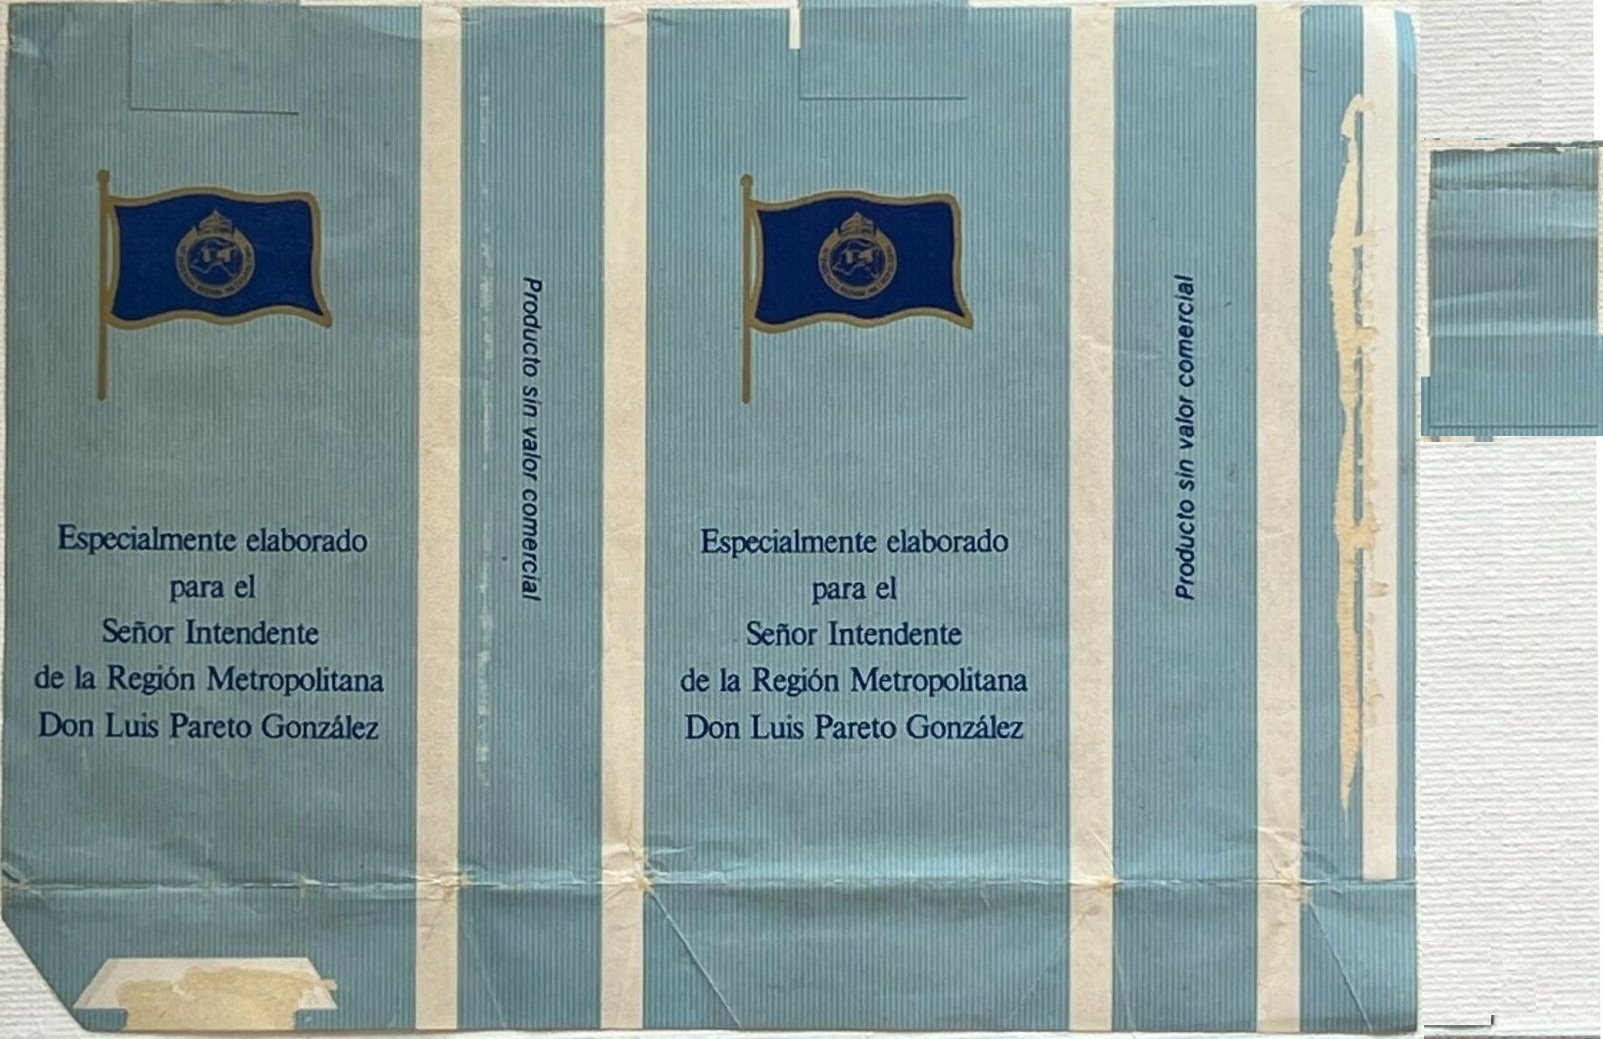 Especialmente elaborado
para el
Señor Intendente
de la Región Metropolitana
Don Luis Pareto González
Producto sin valor comercial
Especialmente elaborado
para el
Señor Intendente
de la Región Metropolitana
Don Luis Pareto González
Producto sin valor comercial